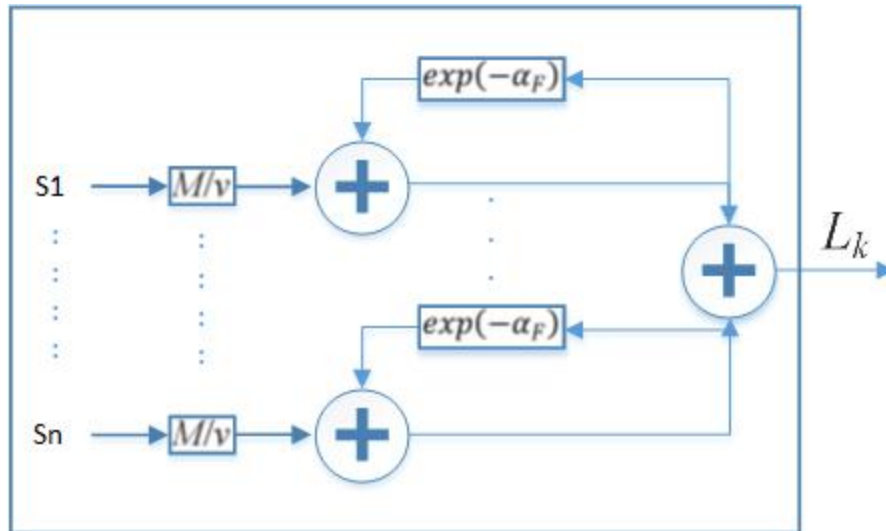 exp(−α_F)
S1 M/v
L_k
exp(−α_F)
Sn M/v